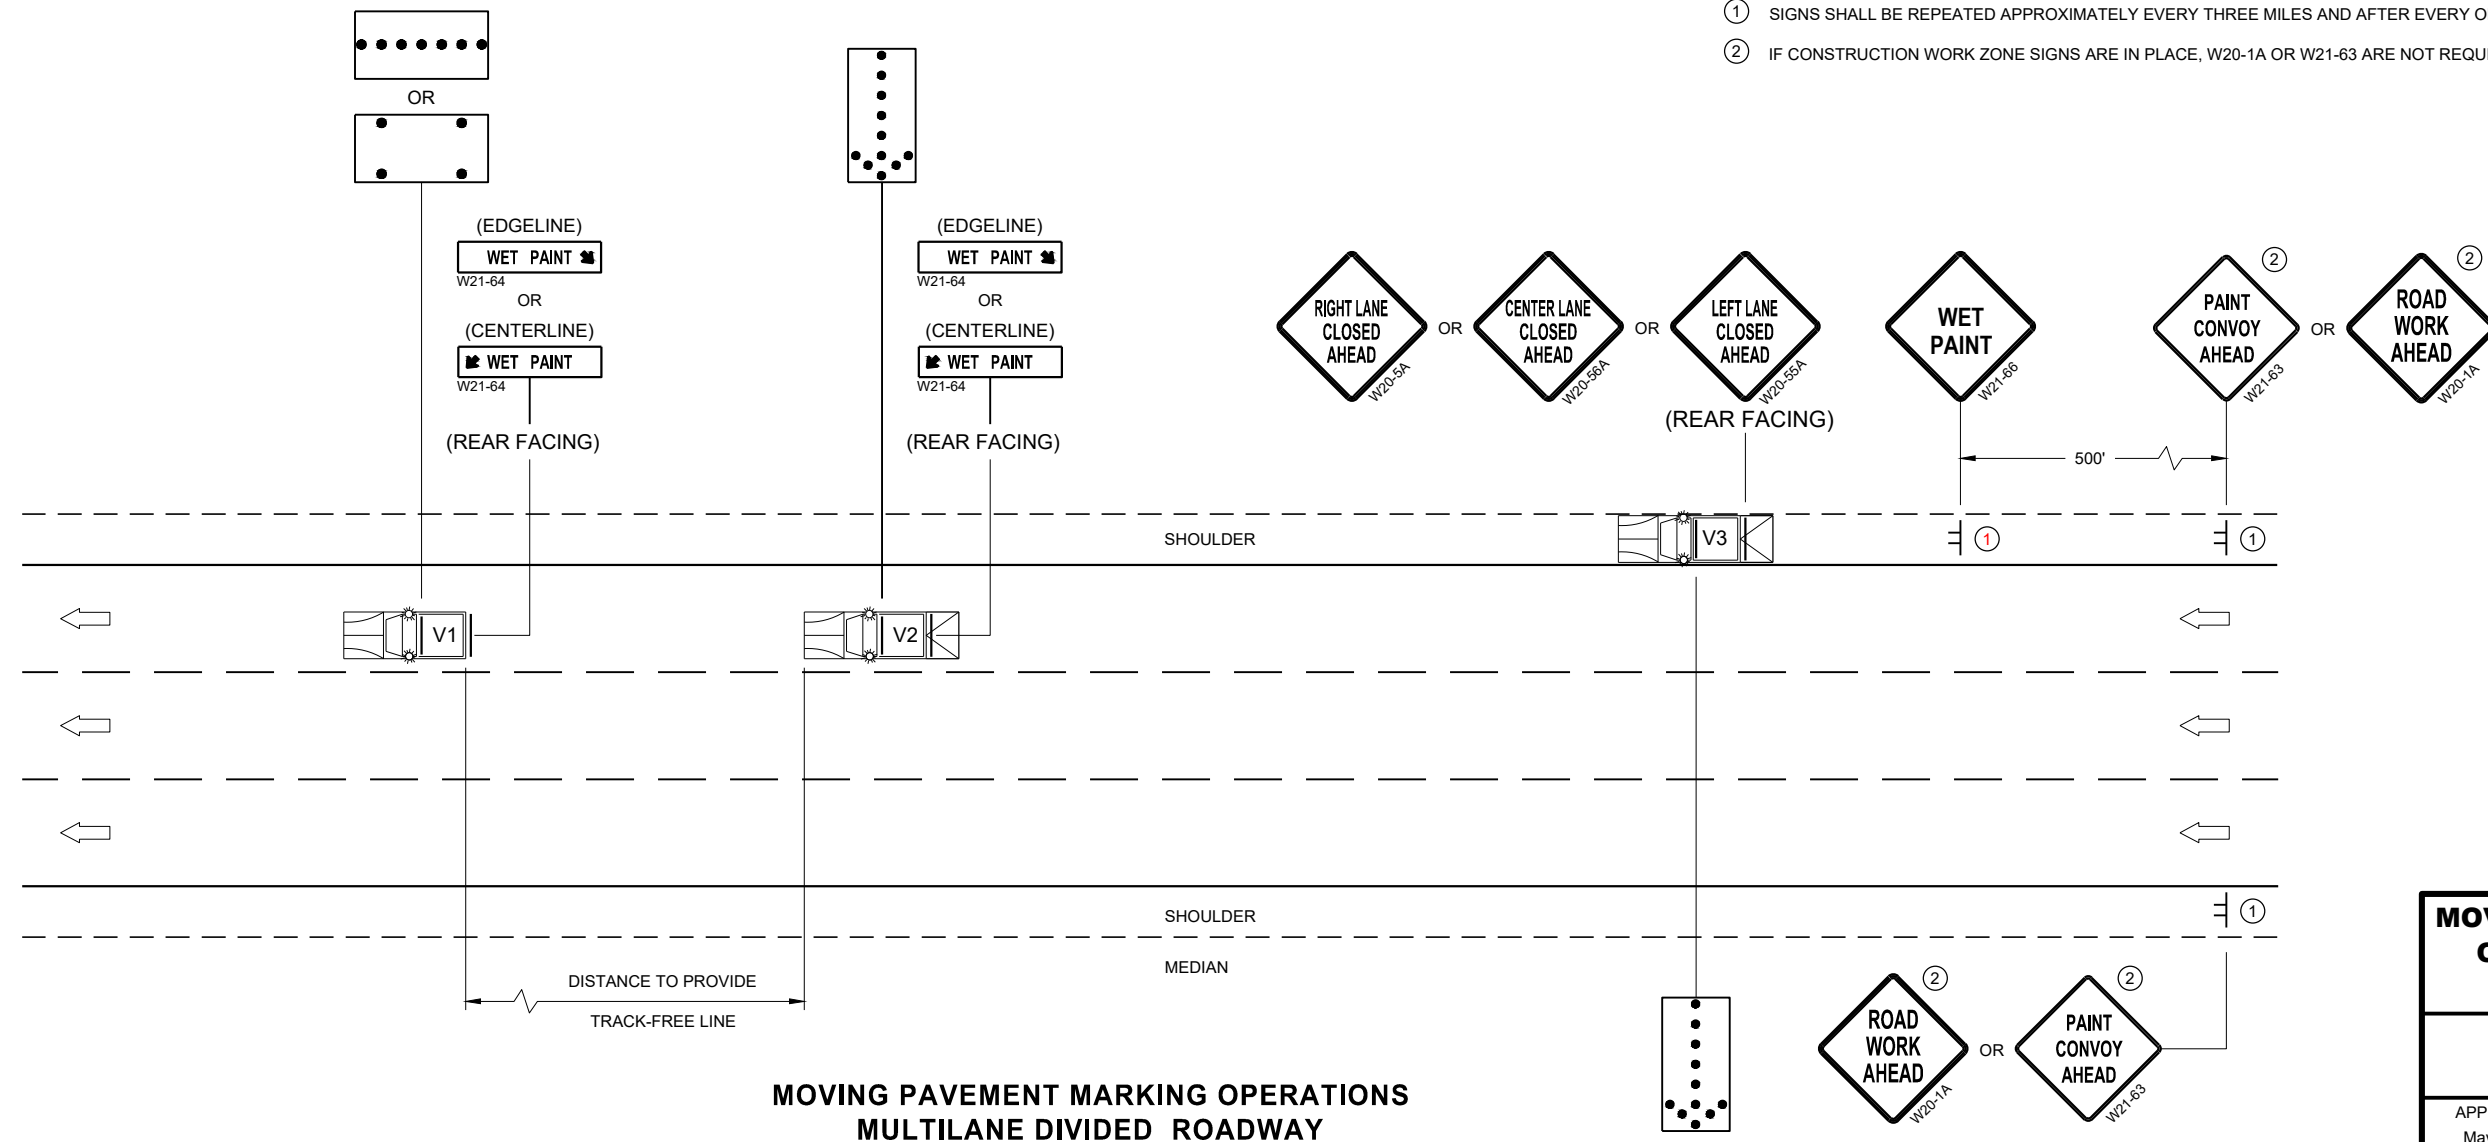 ① SIGNS SHALL BE REPEATED APPROXIMATELY EVERY THREE MILES AND AFTER EVERY
② IF CONSTRUCTION WORK ZONE SIGNS ARE IN PLACE, W20-1A OR W21-63 ARE NOT
OR
(EDGELINE)
WET PAINT
W21-64
OR
(CENTERLINE)
WET PAINT
W21-64
(REAR FACING)
(EDGELINE)
WET PAINT
W21-64
OR
(CENTERLINE)
WET PAINT
W21-64
(REAR FACING)
RIGHT LANE
CLOSED
AHEAD
W20-5A
OR
CENTER LANE
CLOSED
AHEAD
W20-56A
OR
LEFT LANE
CLOSED
AHEAD
W20-55A
(REAR FACING)
WET
PAINT
W21-66
②
PAINT
CONVOY
AHEAD
W21-63
OR
②
ROAD
WORK
AHEAD
W20-1A
500'
SHOULDER
V3
①
①
V1
V2
SHOULDER
①
MEDIAN
DISTANCE TO PROVIDE
TRACK-FREE LINE
②
ROAD
WORK
AHEAD
W20-1A
OR
②
PAINT
CONVOY
AHEAD
W21-63
MOVING PAVEMENT MARKING OPERATIONS
MULTILANE DIVIDED ROADWAY